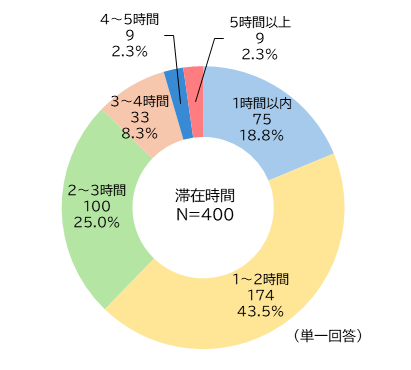 4～5時間
9
2.3%
5時間以上
9
2.3%
1時間以内
75
18.8%
3～4時間
33
8.3%
2～3時間
100
25.0%
滞在時間
N=400
1～2時間
174
43.5%
（単一回答）